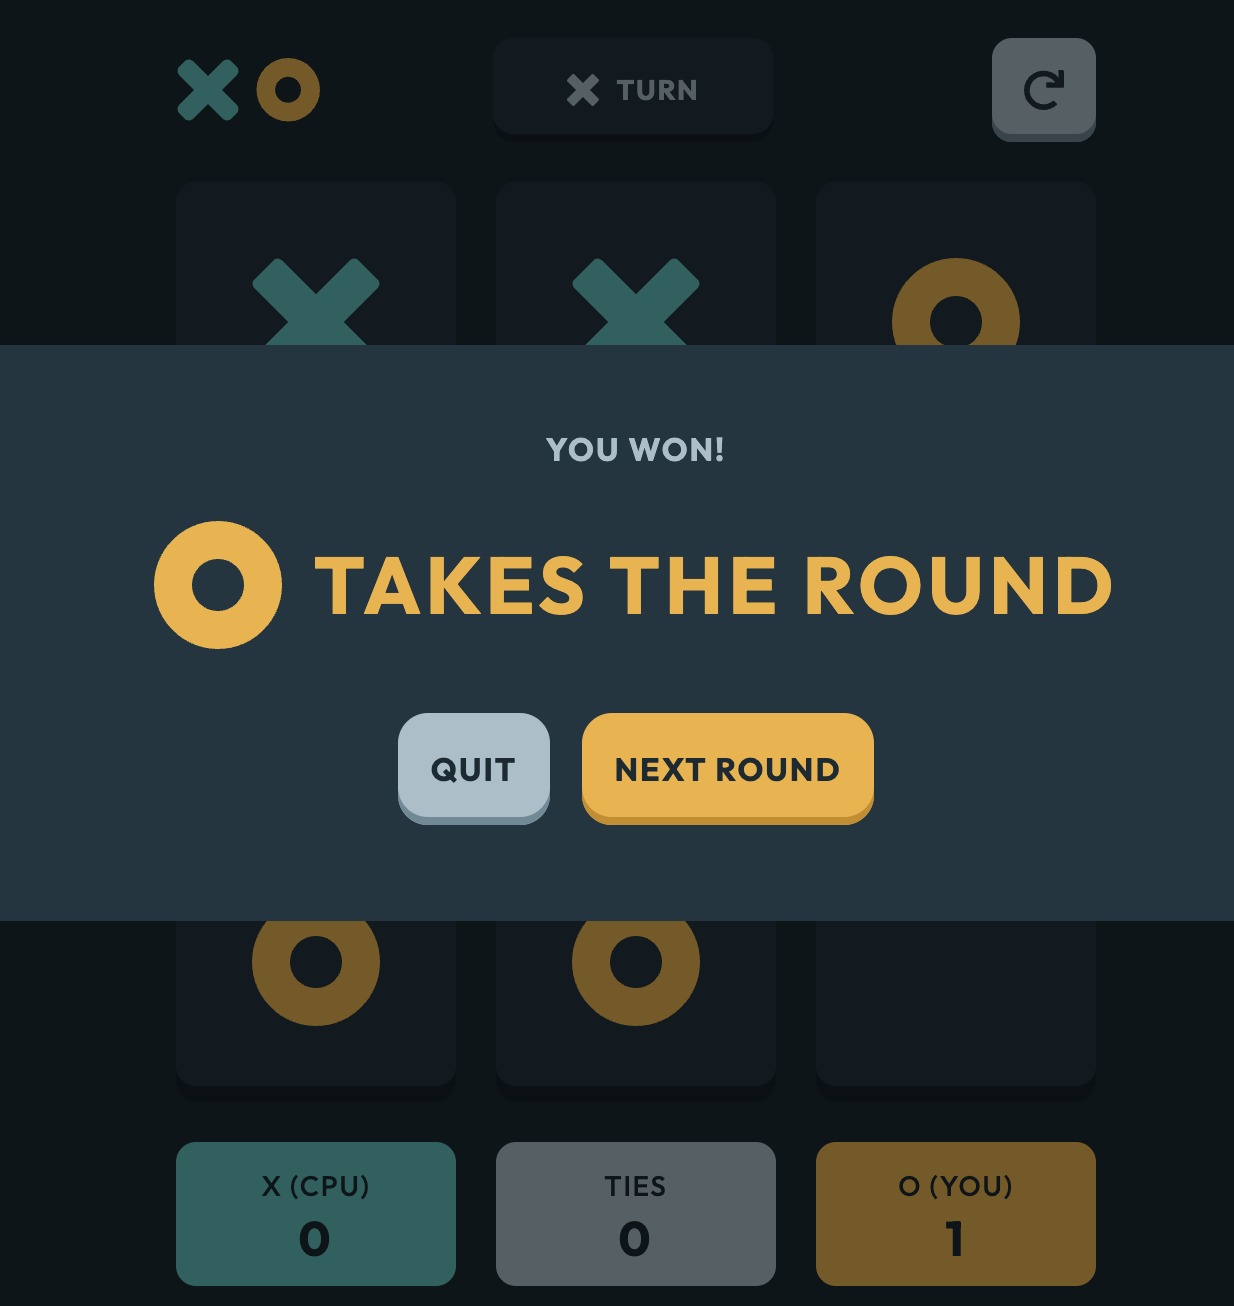 TURN
YOU WON!
TAKES THE ROUND
QUIT
NEXT ROUND
X (CPU)
0
TIES
0
O (YOU)
1